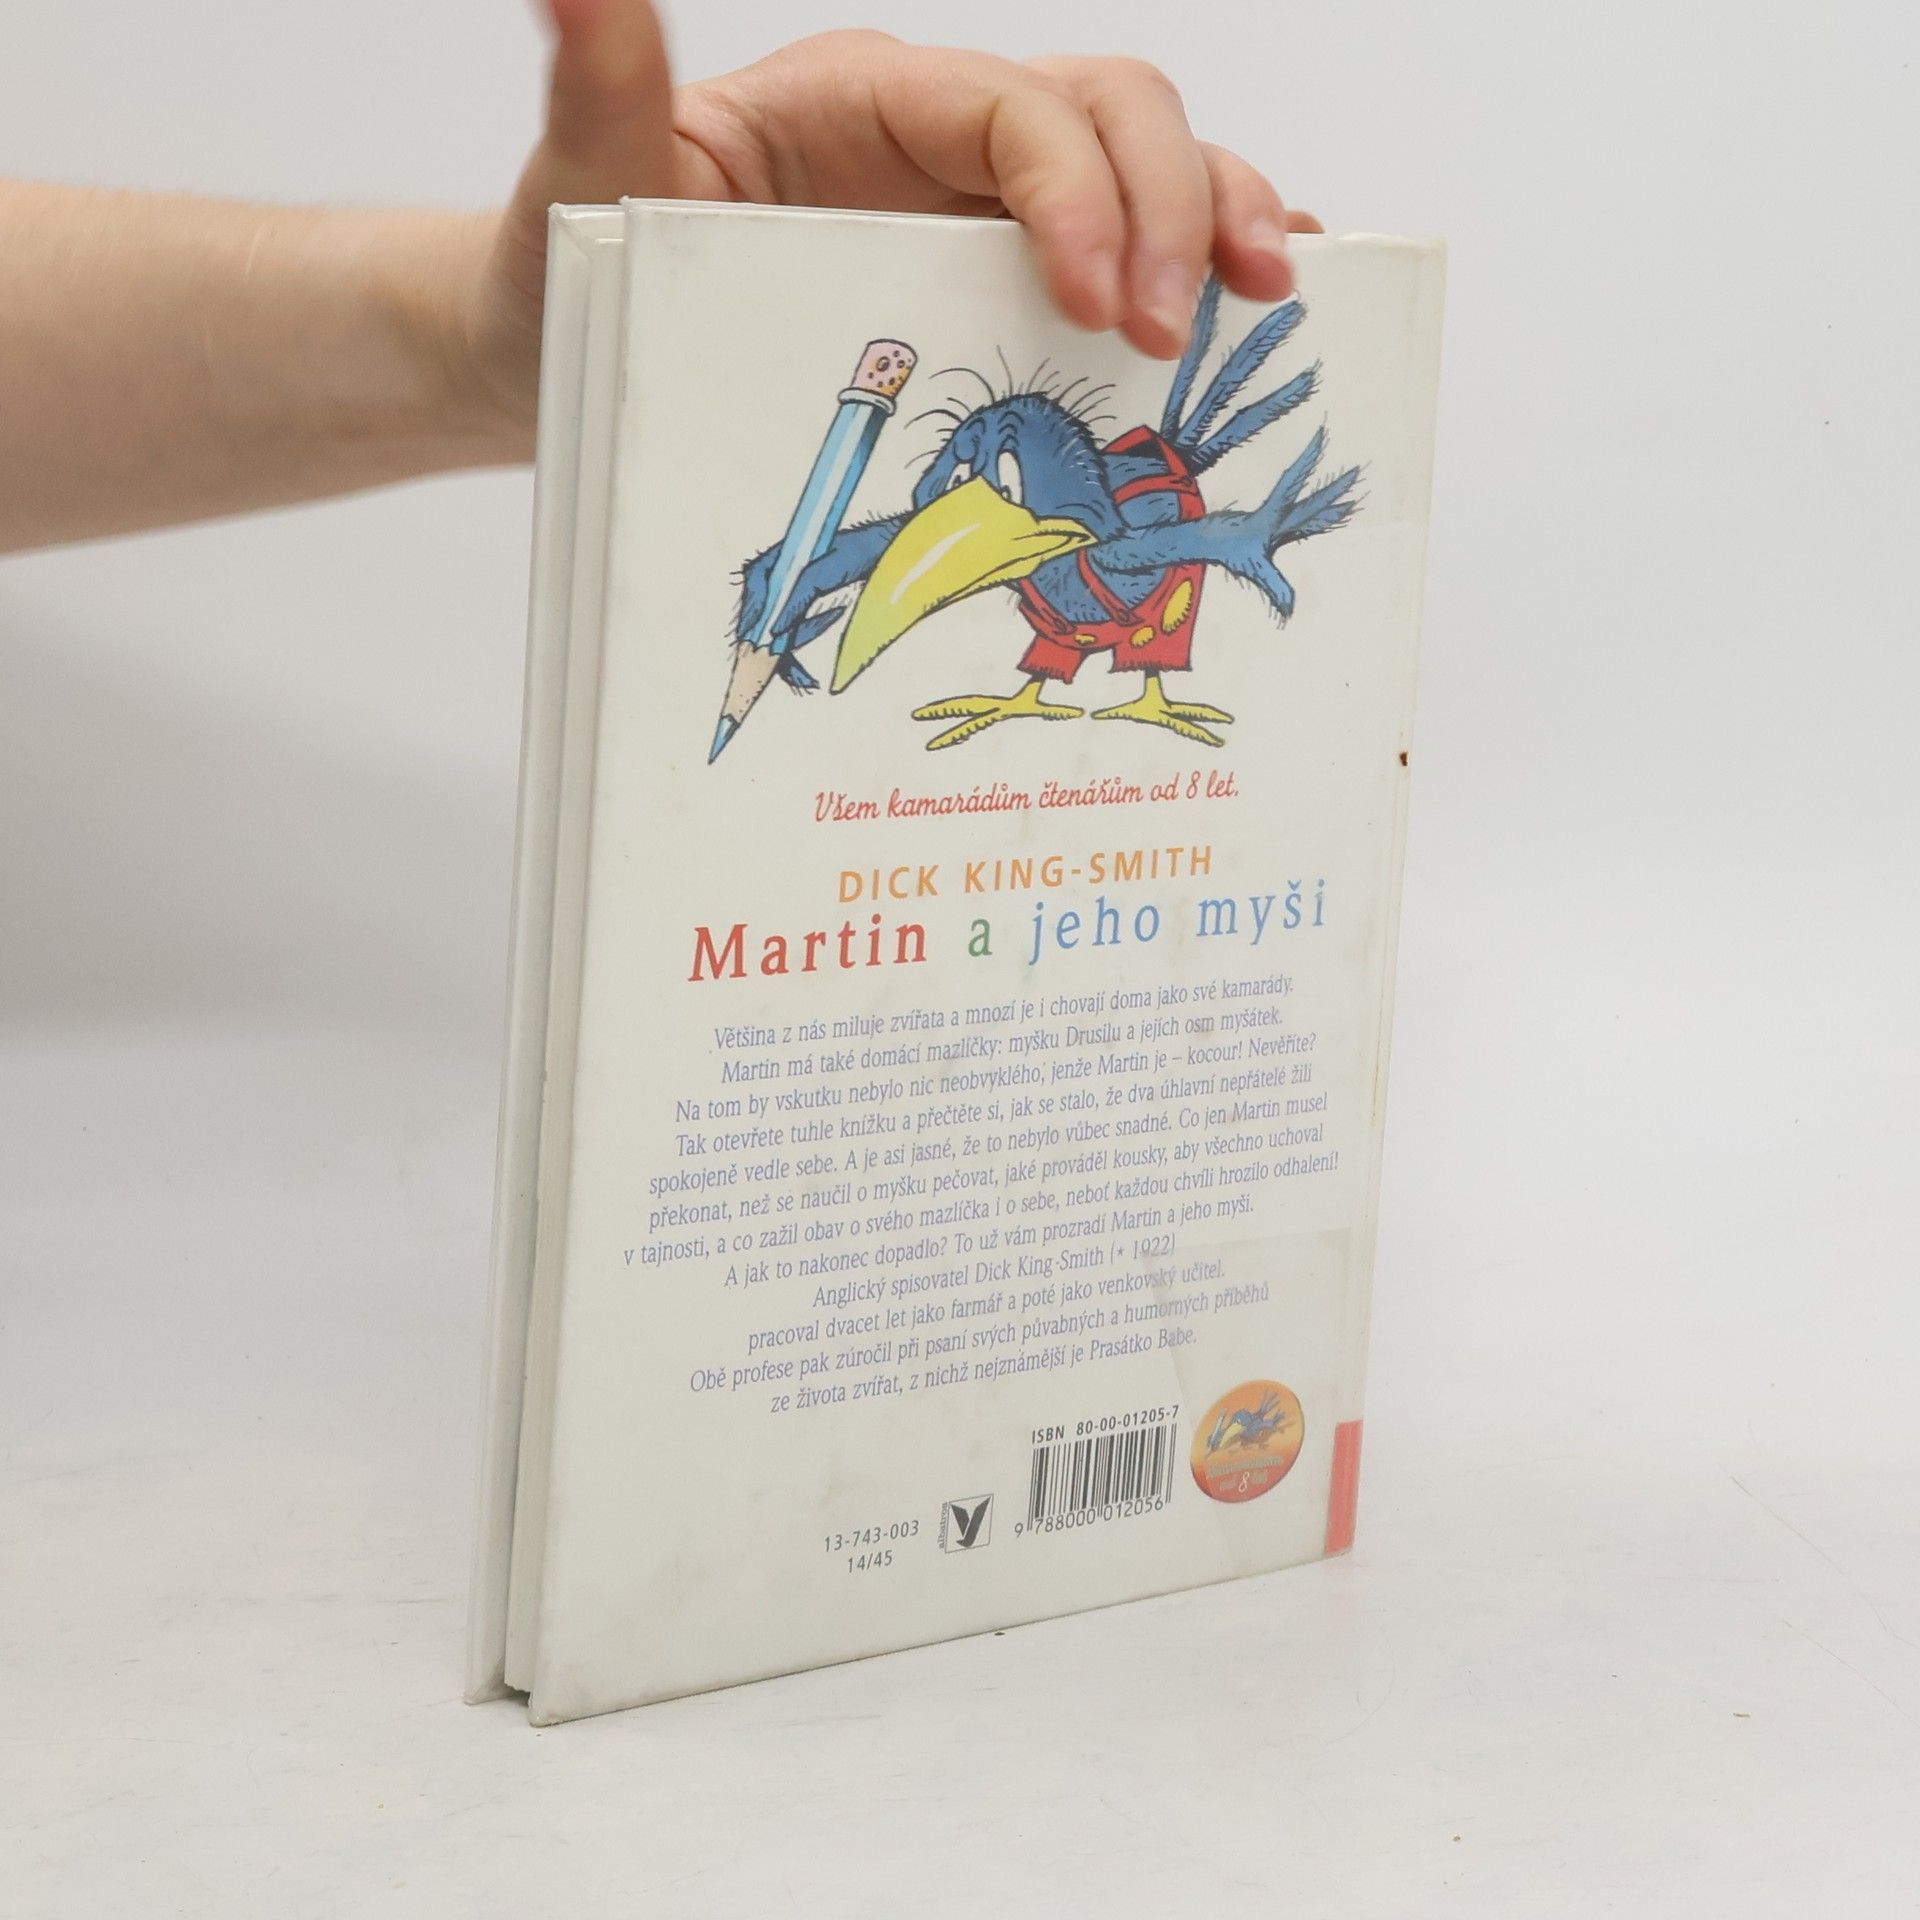 Všem kamarádům čtenářům od 8 let.
DICK KING-SMITH
Martin a jeho myši
Většina z nás miluje zvířata a mnozí je i chovají doma jako své kamarády.
Martin má také domácí mazlíčky: myšku Drusilu a jejích osm myšátek.
Na tom by vskutku nebylo nic neobvyklého, jenže Martin je – kocour! Nevěříte?
Tak otevřete tuhle knížku a přečtěte si, jak se stalo, že dva úhlavní nepřátelé žili
spokojeně vedle sebe. A je asi jasné, že to nebylo vůbec snadné. Co jen Martin musel
překonat, než se naučil o myšku pečovat, jaké prováděl kousky, aby všechno uchoval
v tajnosti, a co zažil obav o svého mazlíčka i o sebe, neboť každou chvíli hrozilo odhalení!
A jak to nakonec dopadlo? To už vám prozradí Martin a jeho myši.
Anglický spisovatel Dick King-Smith (* 1922)
pracoval dvacet let jako farmář a poté jako venkovský učitel.
Obě profese pak zúročil při psaní svých půvabných a humorných příběhů
ze života zvířat, z nichž nejznámější je Prasátko Babe.
ISBN 80-00-01205-7
9 788000 012056
albatros
13-743-003
14/45
8